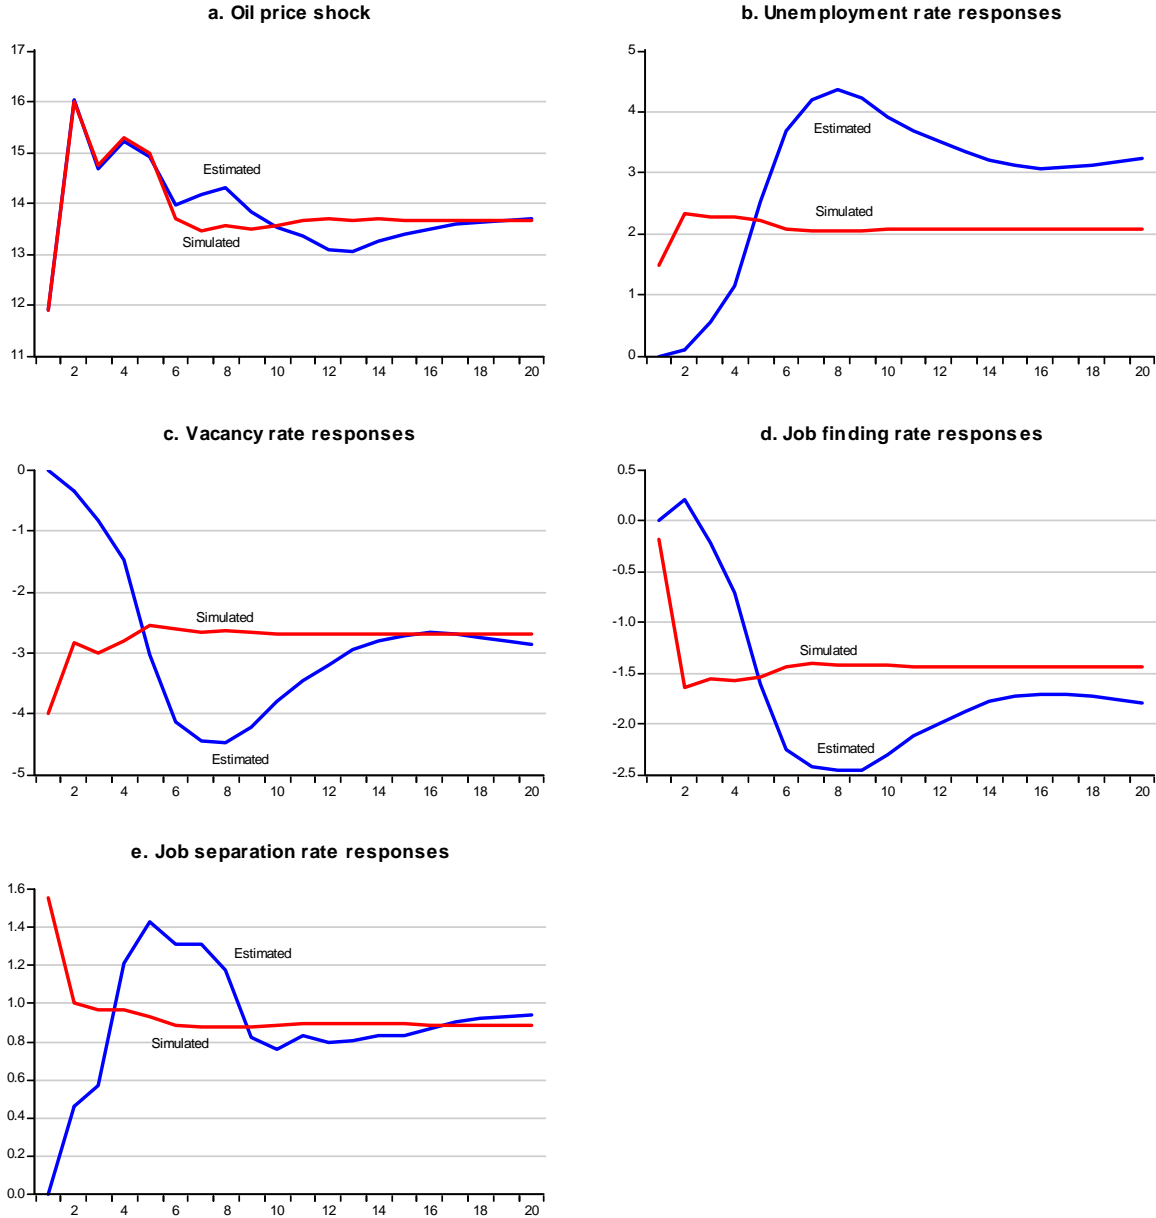 a. Oil price shock
17
16
15
14
13
12
11
Estimated
Simulated
2 4 6 8 10 12 14 16 18 20
b. Unemployment rate responses
5
4
3
2
1
0
Estimated
Simulated
2 4 6 8 10 12 14 16 18 20
c. Vacancy rate responses
0
-1
-2
-3
-4
-5
Simulated
Estimated
2 4 6 8 10 12 14 16 18 20
d. Job finding rate responses
0.5
0.0
-0.5
-1.0
-1.5
-2.0
-2.5
Simulated
Estimated
2 4 6 8 10 12 14 16 18 20
e. Job separation rate responses
1.6
1.4
1.2
1.0
0.8
0.6
0.4
0.2
0.0
Estimated
Simulated
2 4 6 8 10 12 14 16 18 20